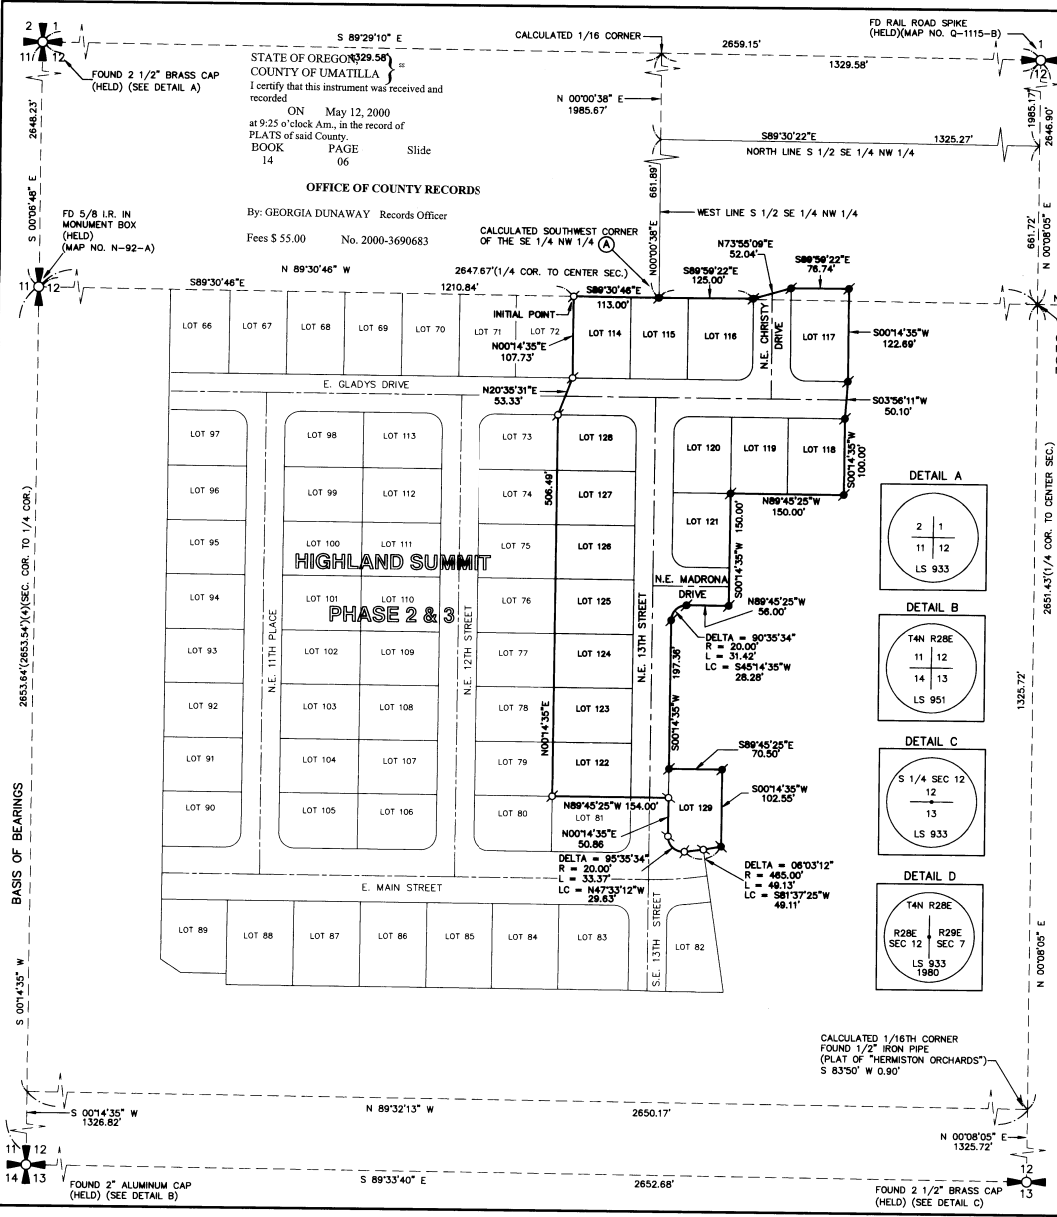 2 1
11 12
FOUND 2 1/2" BRASS CAP
(HELD) (SEE DETAIL A)
S 89°29'10" E
1329.58'
CALCULATED 1/16 CORNER
2659.15'
1329.58'
FD RAIL ROAD SPIKE
(HELD)(MAP NO. Q-1115-B)
1
12
STATE OF OREGON, } ss
COUNTY OF UMATILLA
I certify that this instrument was received and
recorded
ON May 12, 2000
at 9:25 o'clock Am., in the record of
PLATS of said County.
BOOK PAGE Slide
14 06
OFFICE OF COUNTY RECORDS
By: GEORGIA DUNAWAY Records Officer
Fees $ 55.00 No. 2000-3690683
N 00°00'38" E
1985.67'
S89°30'22"E
1325.27'
NORTH LINE S 1/2 SE 1/4 NW 1/4
1985.17'
2646.90'
2648.23'
S 00°06'48" E
661.89'
N00°00'38"E
WEST LINE S 1/2 SE 1/4 NW 1/4
661.72'
N 00°08'05" E
FD 5/8 I.R. IN
MONUMENT BOX
(HELD)
(MAP NO. N-92-A)
11 12
CALCULATED SOUTHWEST CORNER
OF THE SE 1/4 NW 1/4 A
N 89°30'46" W
2647.67'(1/4 COR. TO CENTER SEC.)
S89°30'46"E
1210.84'
S89°30'46"E
113.00'
S89°59'22"E
125.00'
N73°55'09"E
52.04'
S89°59'22"E
76.74'
INITIAL POINT
N00°14'35"E
107.73'
LOT 66
LOT 67
LOT 68
LOT 69
LOT 70
LOT 71
LOT 72
LOT 114
LOT 115
LOT 116
N.E. CHRISTY
DRIVE
LOT 117
S00°14'35"W
122.69'
E. GLADYS DRIVE
N20°35'31"E
53.33'
S03°56'11"W
50.10'
LOT 97
LOT 98
LOT 113
LOT 73
LOT 128
LOT 120
LOT 119
LOT 118
S00°14'35"W
100.00'
LOT 96
LOT 99
LOT 112
LOT 74
506.49'
LOT 127
LOT 121
N89°45'25"W
150.00'
150.00'
S00°14'35"W
LOT 95
LOT 100
LOT 111
LOT 75
LOT 126
HIGHLAND SUMMIT
PHASE 2 & 3
LOT 94
LOT 101
LOT 110
LOT 76
LOT 125
N.E. MADRONA
DRIVE
N89°45'25"W
56.00'
N.E. 11TH PLACE
N.E. 12TH STREET
N.E. 13TH STREET
LOT 93
LOT 102
LOT 109
LOT 77
LOT 124
DELTA = 90°35'34"
R = 20.00'
L = 31.42'
LC = S45°14'35"W
28.28'
197.36'
S00°14'35"W
LOT 92
LOT 103
LOT 108
LOT 78
LOT 123
N00°14'35"E
LOT 91
LOT 104
LOT 107
LOT 79
LOT 122
S89°45'25"E
70.50'
LOT 90
LOT 105
LOT 106
LOT 80
N89°45'25"W 154.00'
LOT 81
LOT 129
S00°14'35"W
102.55'
N00°14'35"E
50.86
DELTA = 95°35'34"
R = 20.00'
L = 33.37'
LC = N47°33'12"W
29.63'
DELTA = 06°03'12"
R = 465.00'
L = 49.13'
LC = S81°37'25"W
49.11'
E. MAIN STREET
S.E. 13TH STREET
LOT 89
LOT 88
LOT 87
LOT 86
LOT 85
LOT 84
LOT 83
LOT 82
DETAIL A
2 1
11 12
LS 933
DETAIL B
T4N R28E
11 12
14 13
LS 951
DETAIL C
S 1/4 SEC 12
12
13
LS 933
DETAIL D
T4N R28E
R28E R29E
SEC 12 SEC 7
LS 933
1980
2653.64'(2653.54')(4)(SEC. COR. TO 1/4 COR.)
BASIS OF BEARINGS
S 00°14'35" W
2651.43'(1/4 COR. TO CENTER SEC.)
1325.72'
N 00°08'05" E
CALCULATED 1/16TH CORNER
FOUND 1/2" IRON PIPE
(PLAT OF "HERMISTON ORCHARDS")
S 83°50' W 0.90'
S 00°14'35" W
1326.82'
N 89°32'13" W
2650.17'
N 00°08'05" E
1325.72'
11 12
14 13
FOUND 2" ALUMINUM CAP
(HELD) (SEE DETAIL B)
S 89°33'40" E
2652.68'
FOUND 2 1/2" BRASS CAP
(HELD) (SEE DETAIL C)
12
13